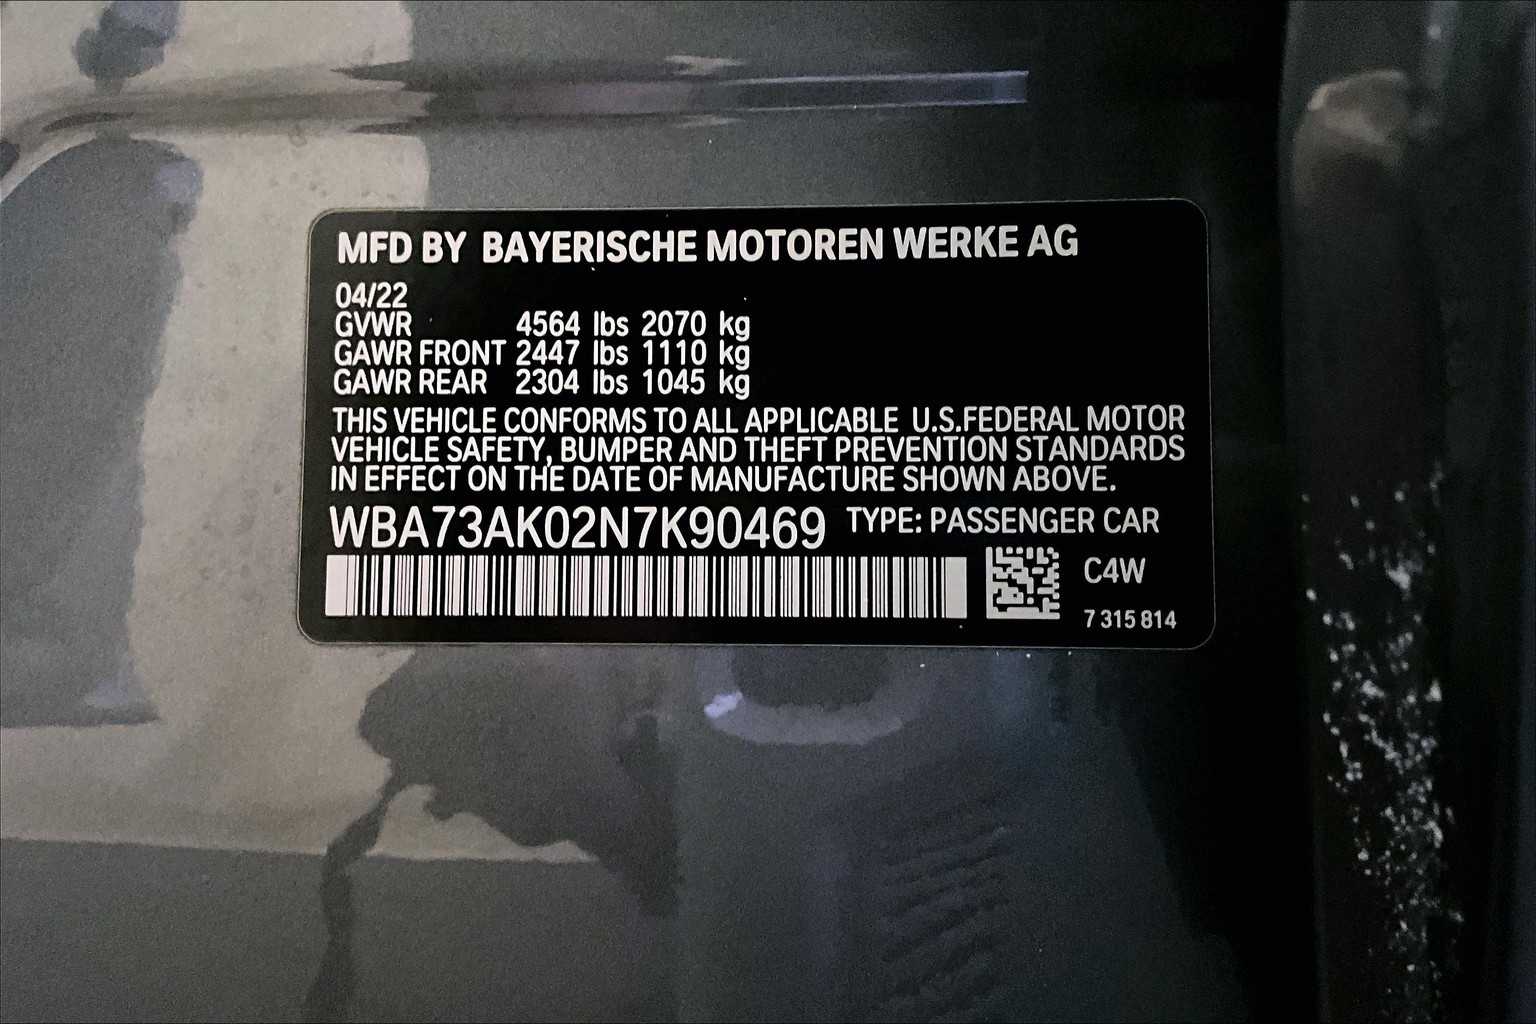 MFD BY BAYERISCHE MOTOREN WERKE AG
04/22
GVWR 4564 lbs 2070 kg
GAWR FRONT 2447 lbs 1110 kg
GAWR REAR 2304 lbs 1045 kg
THIS VEHICLE CONFORMS TO ALL APPLICABLE U.S.FEDERAL MOTOR
VEHICLE SAFETY, BUMPER AND THEFT PREVENTION STANDARDS
IN EFFECT ON THE DATE OF MANUFACTURE SHOWN ABOVE.
WBA73AK02N7K90469 TYPE: PASSENGER CAR
C4W
7 315 814